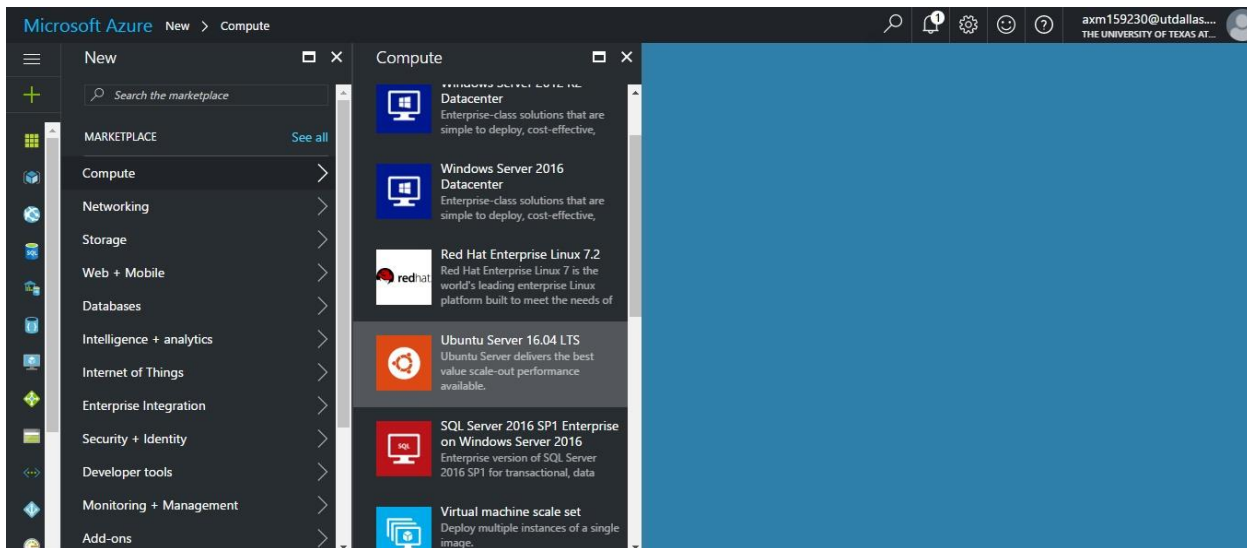 Microsoft Azure New > Compute
1
axm159230@utdallas....
THE UNIVERSITY OF TEXAS AT...
New
Search the marketplace
MARKETPLACE See all
Compute
Networking
Storage
Web + Mobile
Databases
Intelligence + analytics
Internet of Things
Enterprise Integration
Security + Identity
Developer tools
Monitoring + Management
Add-ons
Compute
Windows Server 2012 R2
Datacenter
Enterprise-class solutions that are
simple to deploy, cost-effective,
Windows Server 2016
Datacenter
Enterprise-class solutions that are
simple to deploy, cost-effective,
redhat
Red Hat Enterprise Linux 7.2
Red Hat Enterprise Linux 7 is the
world's leading enterprise Linux
platform built to meet the needs of
Ubuntu Server 16.04 LTS
Ubuntu Server delivers the best
value scale-out performance
available.
SQL
SQL Server 2016 SP1 Enterprise
on Windows Server 2016
Enterprise version of SQL Server
2016 SP1 for transactional, data
Virtual machine scale set
Deploy multiple instances of a single
image.
SQL